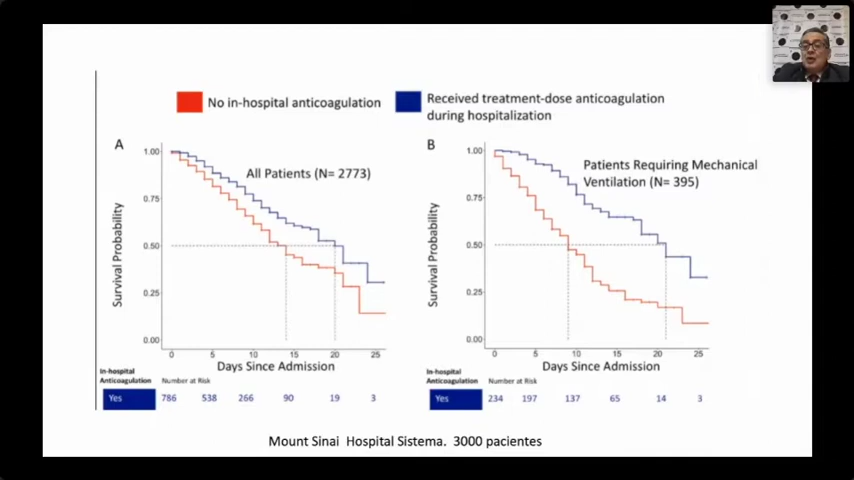 No in-hospital anticoagulation
Received treatment-dose anticoagulation
during hospitalization
A
All Patients (N= 2773)
Survival Probability
1.00
0.75
0.50
0.25
0.00
0 5 10 15 20 25
Days Since Admission
In-hospital
Anticoagulation
Number at Risk
Yes 786 538 266 90 19 3
B
Patients Requiring Mechanical
Ventilation (N= 395)
Survival Probability
1.00
0.75
0.50
0.25
0.00
0 5 10 15 20 25
Days Since Admission
In-hospital
Anticoagulation
Number at Risk
Yes 234 197 137 65 14 3
Mount Sinai Hospital Sistema. 3000 pacientes